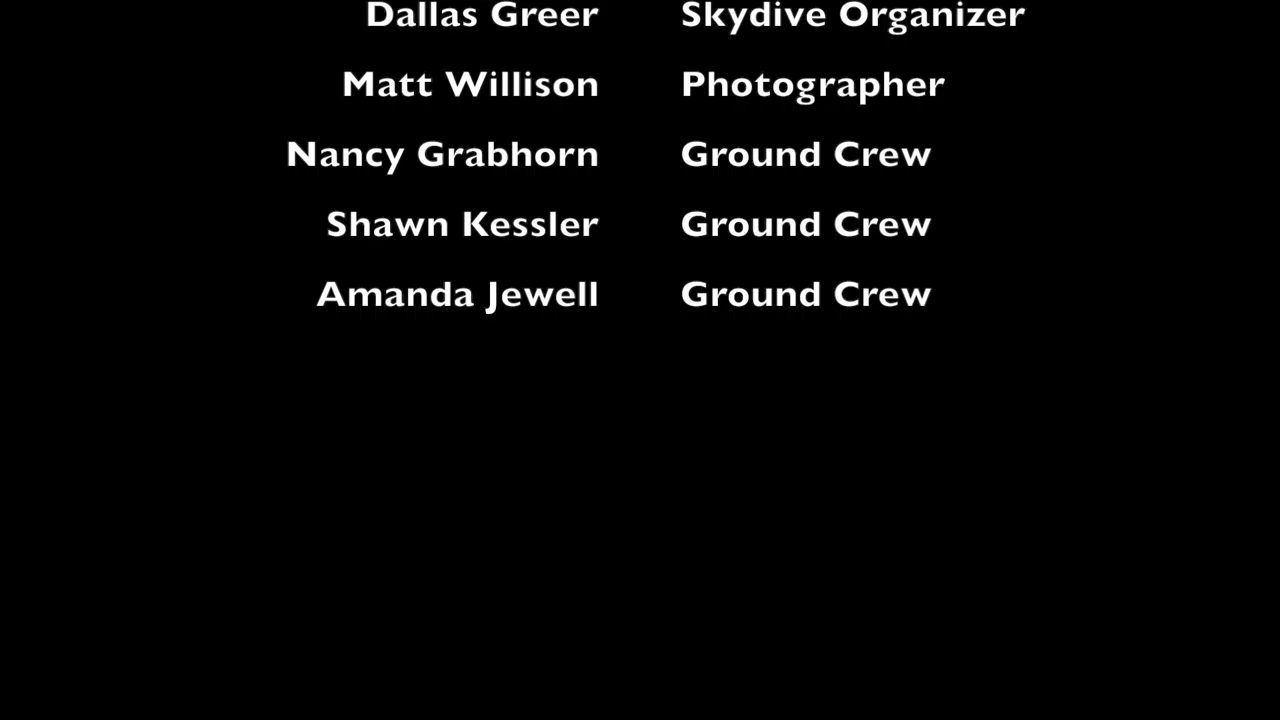 Dallas Greer Skydive Organizer
Matt Willison Photographer
Nancy Grabhorn Ground Crew
Shawn Kessler Ground Crew
Amanda Jewell Ground Crew